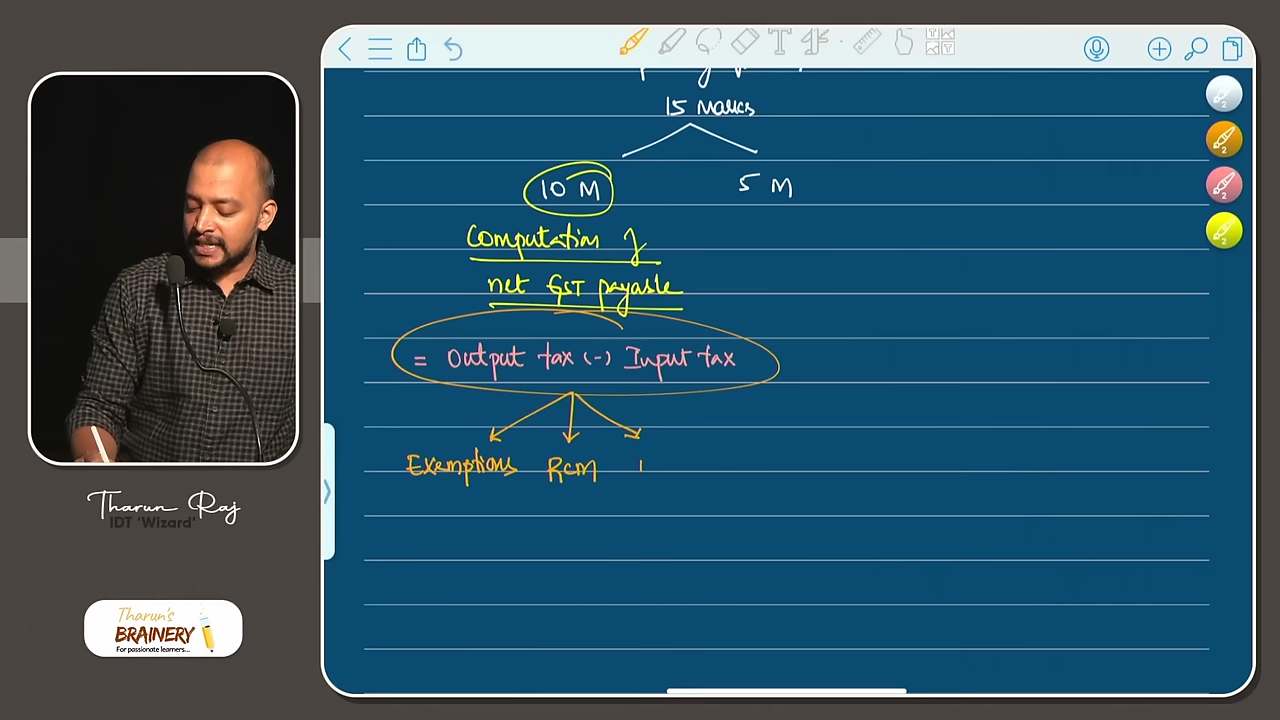 15 Marks
10 M
5 M
Computation of
net GST payable
= Output tax (-) Input tax
Exemptions RCM
Tharun Raj
IDT 'Wizard'
Tharun's
BRAINERY
For passionate learners...